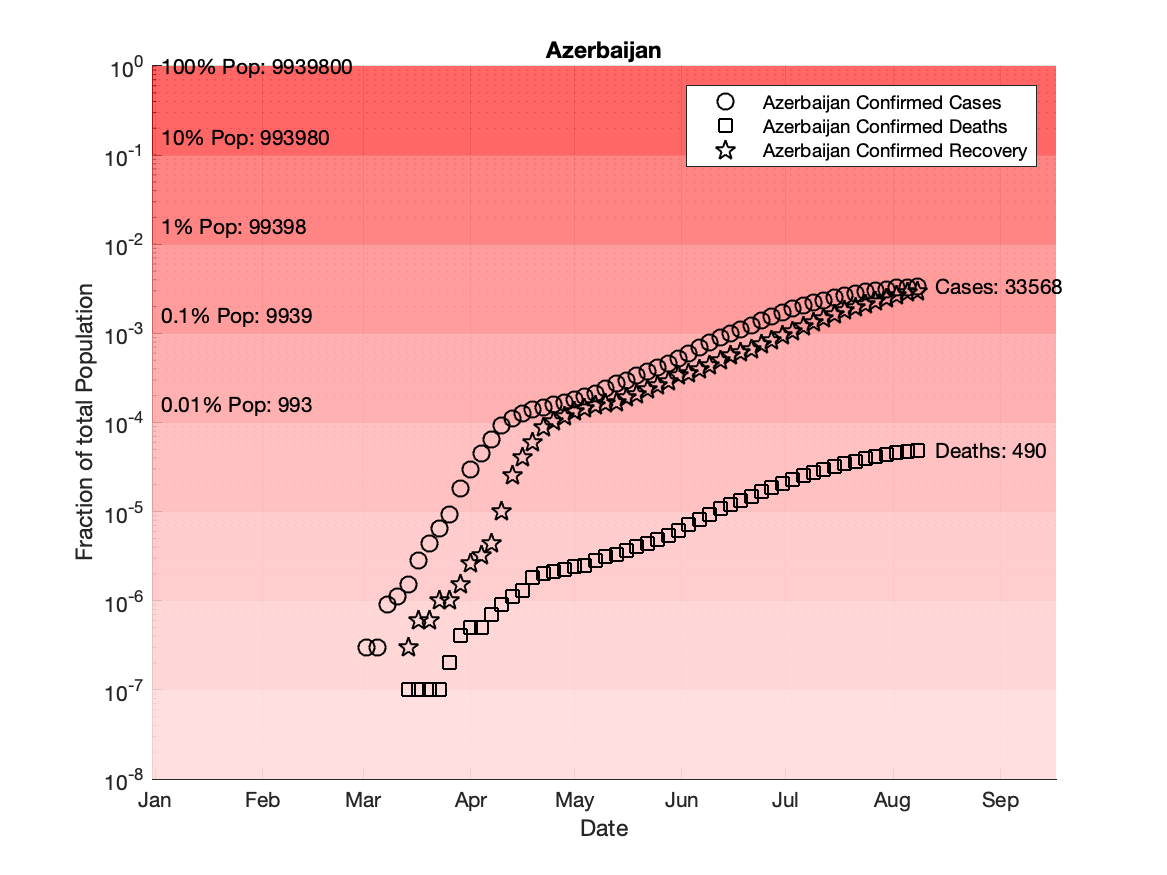 Azerbaijan
10^0
100% Pop: 9939800
Azerbaijan Confirmed Cases
Azerbaijan Confirmed Deaths
Azerbaijan Confirmed Recovery
10% Pop: 993980
10^-1
1% Pop: 99398
10^-2
Cases: 33568
0.1% Pop: 9939
10^-3
0.01% Pop: 993
10^-4
Deaths: 490
10^-5
10^-6
10^-7
10^-8
Fraction of total Population
Jan Feb Mar Apr May Jun Jul Aug Sep
Date